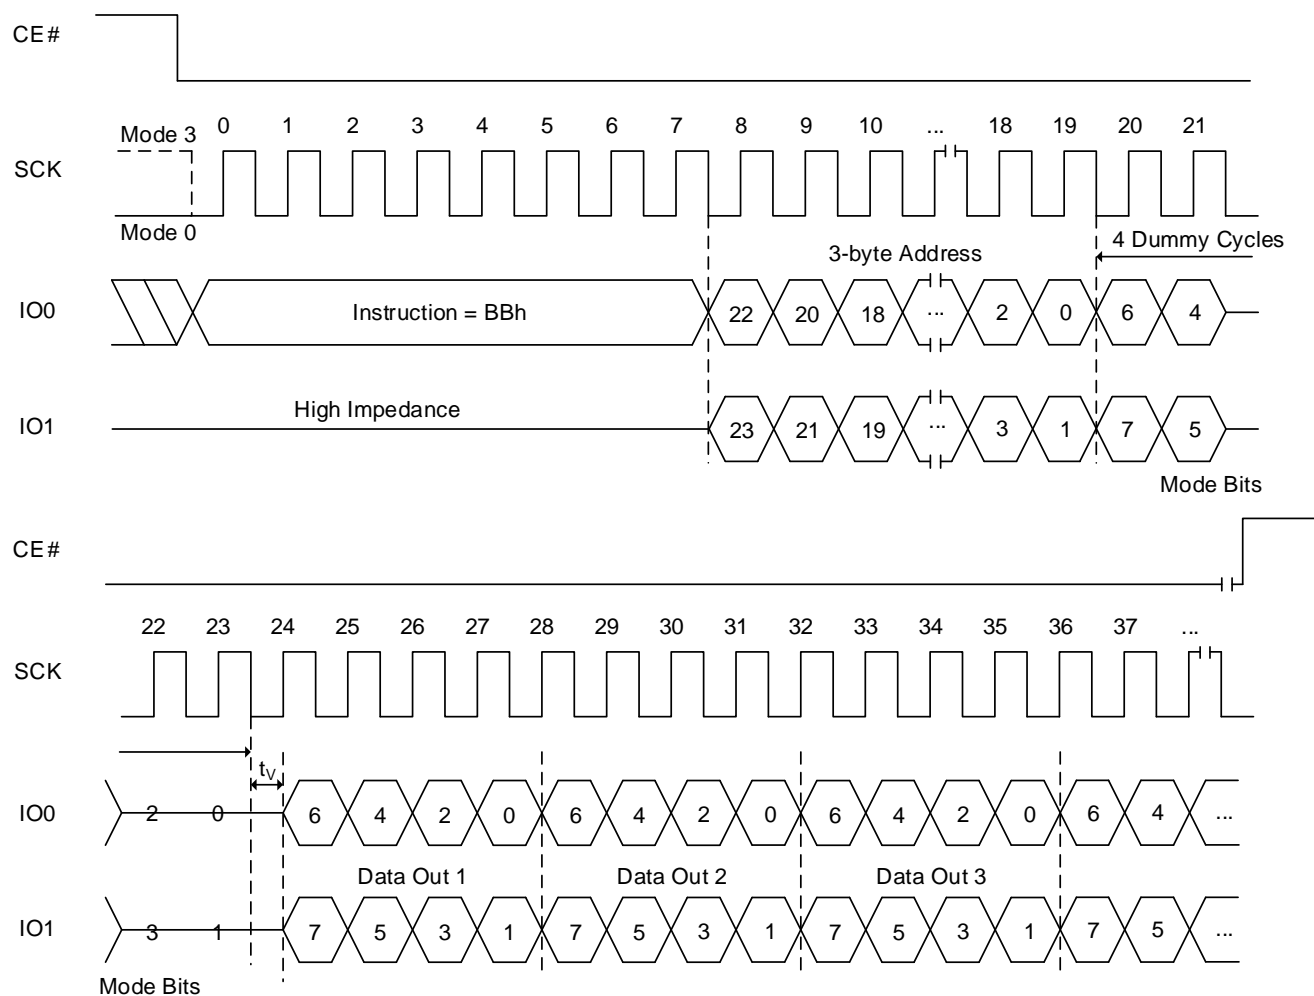 CE#
Mode 3 0 1 2 3 4 5 6 7 8 9 10 ... 18 19 20 21
SCK
Mode 0
3-byte Address 4 Dummy Cycles
IO0 Instruction = BBh 22 20 18 ... 2 0 6 4
High Impedance
IO1 23 21 19 ... 3 1 7 5
Mode Bits
CE#
22 23 24 25 26 27 28 29 30 31 32 33 34 35 36 37 ...
SCK
tV
IO0 2 0 6 4 2 0 6 4 2 0 6 4 2 0 6 4 ...
Data Out 1 Data Out 2 Data Out 3
IO1 3 1 7 5 3 1 7 5 3 1 7 5 3 1 7 5 ...
Mode Bits